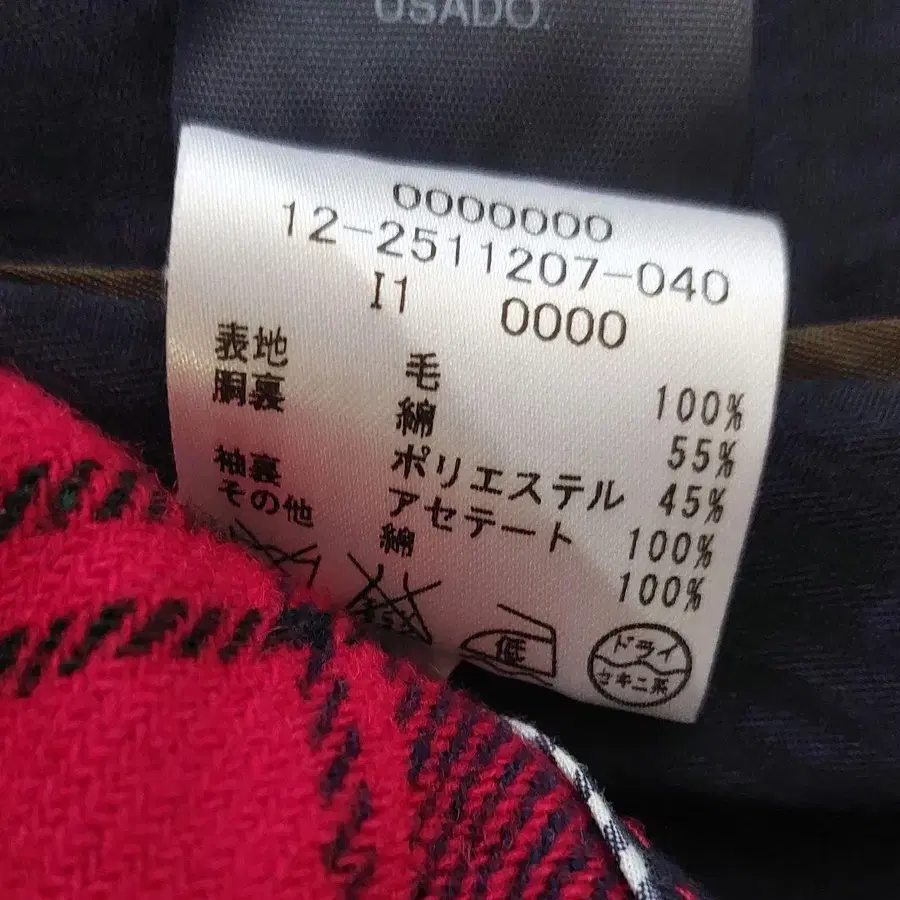 USADO.
0000000
12-2511207-040
I1 0000
表地 毛 100%
胴裏 綿 55%
ポリエステル 45%
袖裏 アセテート 100%
その他 綿 100%
低
ドライ
セキユ系